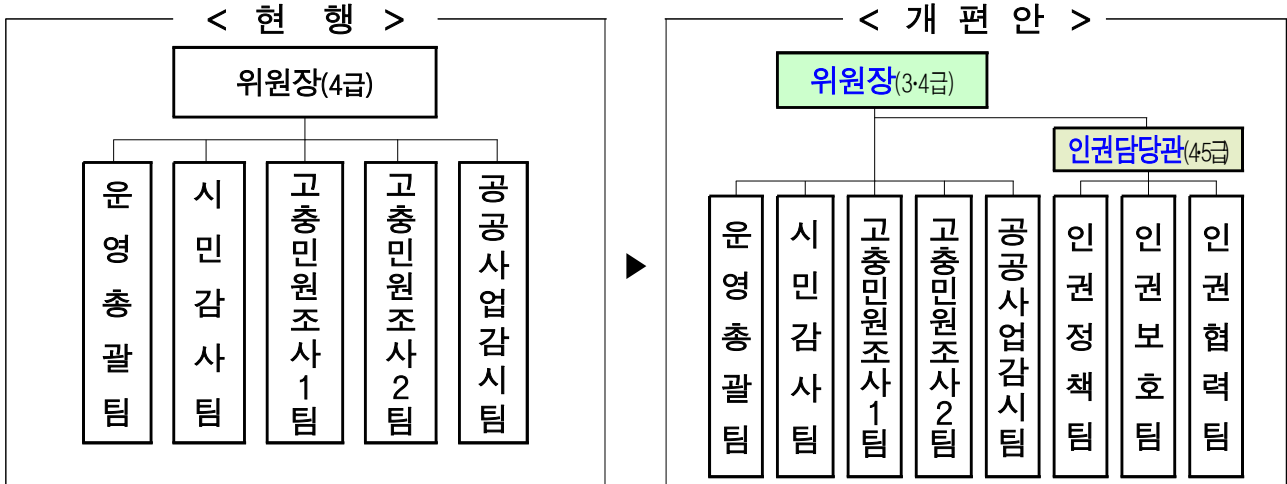 < 현 행 >
위원장(4급)
운영총괄팀
시민감사팀
고충민원조사1팀
고충민원조사2팀
공공사업감시팀
▶
< 개 편 안 >
위원장(3·4급)
인권담당관(4·5급)
운영총괄팀
시민감사팀
고충민원조사1팀
고충민원조사2팀
공공사업감시팀
인권정책팀
인권보호팀
인권협력팀